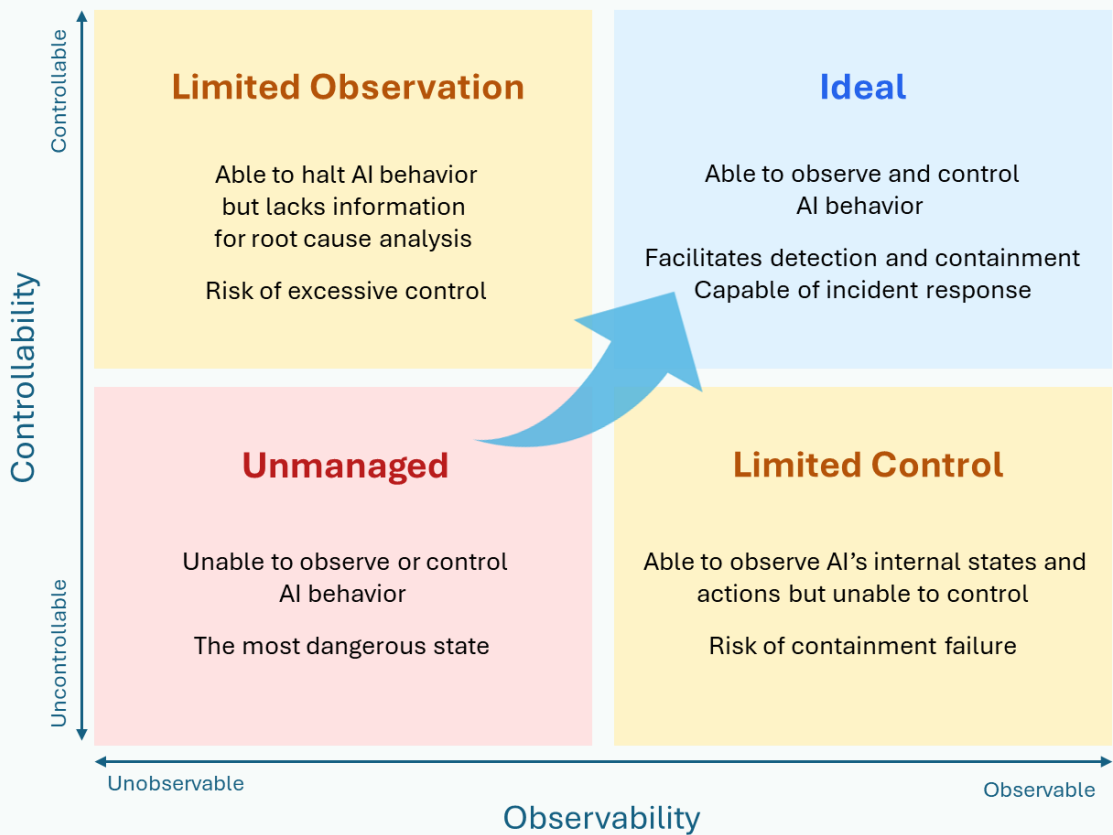 Controllable
Limited Observation
Able to halt AI behavior
but lacks information
for root cause analysis
Risk of excessive control
Ideal
Able to observe and control
AI behavior
Facilitates detection and containment
Capable of incident response
Controllability
Unmanaged
Unable to observe or control
AI behavior
The most dangerous state
Limited Control
Able to observe AI’s internal states and
actions but unable to control
Risk of containment failure
Uncontrollable
Unobservable
Observable
Observability